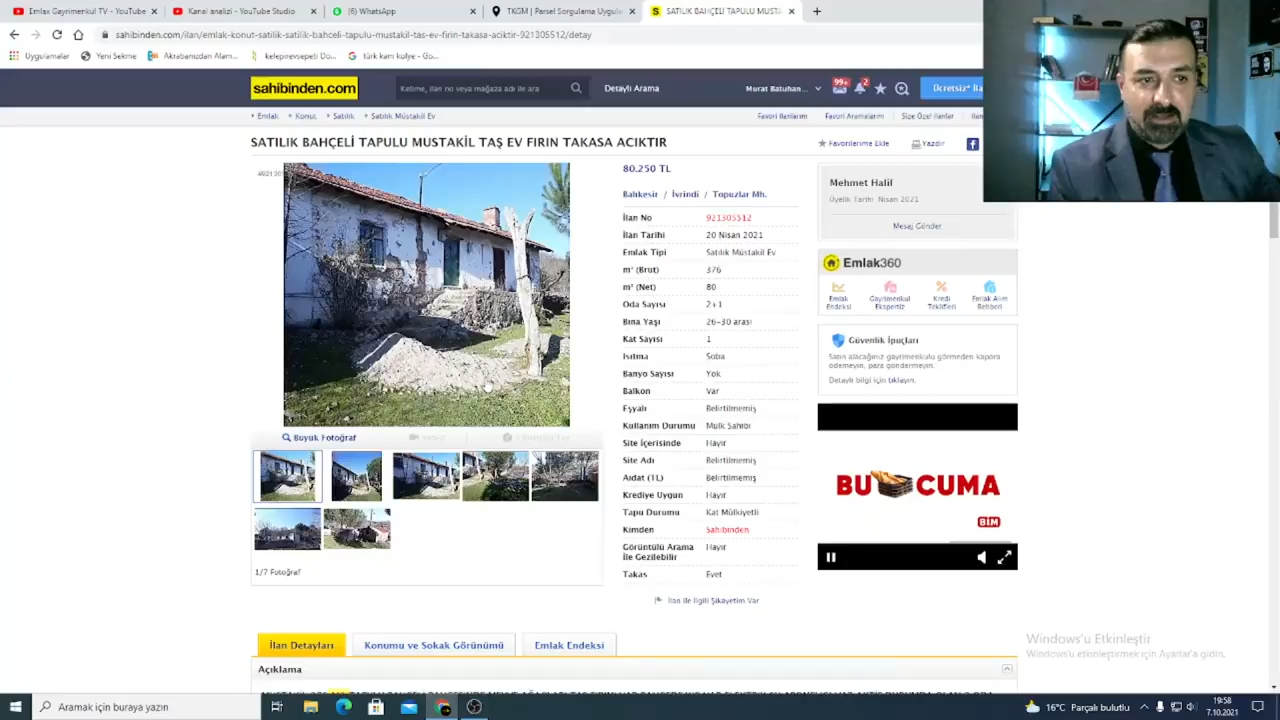 Emlak Gayrimenkul TV - YouTube
Kanal analizi - YouTube Studio
(6) WhatsApp
TKGM | Parsel Sorgulama Uygula
SATILIK BAHÇELİ TAPULU MUSTA
sahibinden.com/ilan/emlak-konut-satilik-satilik-bahceli-tapulu-mustakil-tas-ev-firin-takasa-aciktir-921305512/detay
Uygulamalar
Yeni Sekme
Akrabanızdan Alam...
kelepirevsepeti Do...
türk kani kolye - Go...
sahibinden.com
Kelime, ilan no veya mağaza adı ile ara
Detaylı Arama
Murat Batuhan...
99+
2
Ücretsiz* İla
Emlak
Konut
Satılık
Satılık Müstakil Ev
Favori İlanlarım
Favori Aramalarım
Size Özel İlanlar
SATILIK BAHÇELİ TAPULU MUSTAKİL TAŞ EV FIRIN TAKASA ACIKTIR
Favorilerime Ekle
Yazdır
80.250 TL
Balıkesir / İvrindi / Topuzlar Mh.
İlan No 921305512
İlan Tarihi 20 Nisan 2021
Emlak Tipi Satılık Müstakil Ev
m² (Brüt) 376
m² (Net) 80
Oda Sayısı 2+1
Bina Yaşı 26-30 arası
Kat Sayısı 1
Isıtma Soba
Banyo Sayısı Yok
Balkon Var
Eşyalı Belirtilmemiş
Kullanım Durumu Mülk Sahibi
Site İçerisinde Hayır
Site Adı Belirtilmemiş
Aidat (TL) Belirtilmemiş
Krediye Uygun Hayır
Tapu Durumu Kat Mülkiyetli
Kimden Sahibinden
Görüntülü Arama İle Gezilebilir Hayır
Takas Evet
İlan ile İlgili Şikayetim Var
Büyük Fotoğraf
1/7 Fotoğraf
Mehmet Halil
Üyelik Tarihi Nisan 2021
Mesaj Gönder
Emlak360
Emlak Endeksi
Gayrimenkul Ekspertiz
Kredi Teklifleri
Emlak Alım Rehberi
Güvenlik İpuçları
Satın alacağınız gayrimenkulü görmeden kapora
ödemeyin, para göndermeyin.
Detaylı bilgi için tıklayın.
BU CUMA
BİM
İlan Detayları
Konumu ve Sokak Görünümü
Emlak Endeksi
Açıklama
Windows'u Etkinleştir
Windows'u etkinleştirmek için Ayarlar'a gidin.
Aramak için buraya yazın
16°C Parçalı bulutlu
19:58
7.10.2021